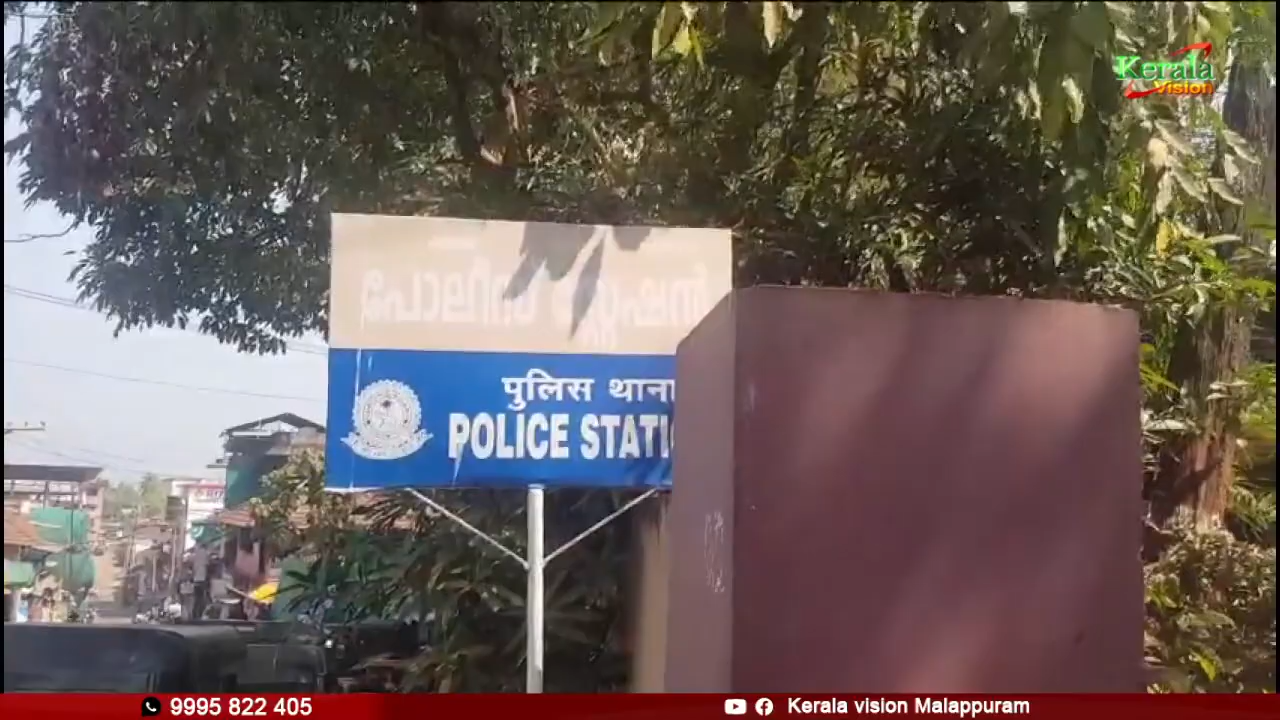 Kerala
Vision
പോലീസ് സ്റ്റേഷൻ
पुलिस थाना
POLICE STATI
9995 822 405
Kerala vision Malappuram